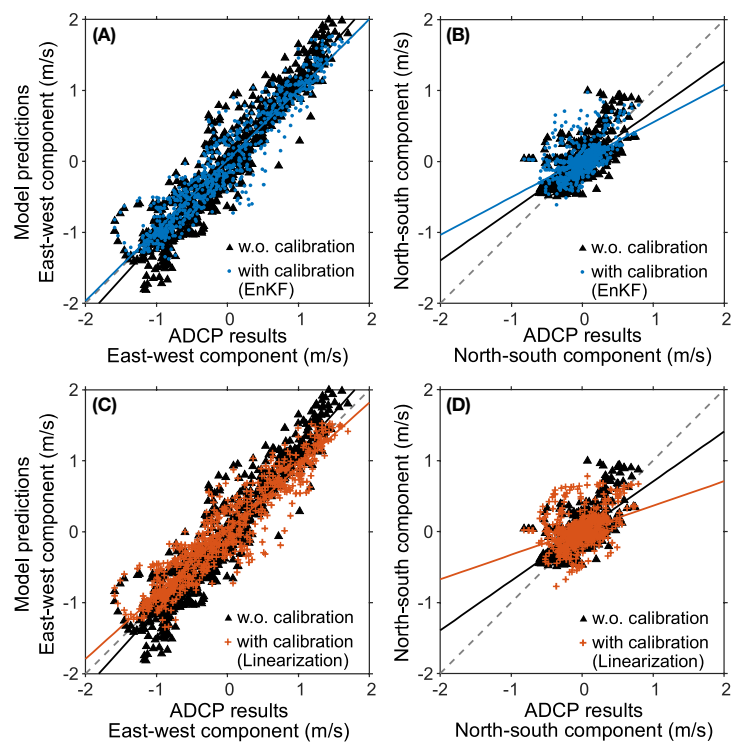 (A)
Model predictions
East-west component (m/s)
2
1
0
-1
-2
w.o. calibration
with calibration
(EnKF)
-2
-1
0
1
2
ADCP results
East-west component (m/s)
(B)
North-south component (m/s)
2
1
0
-1
-2
w.o. calibration
with calibration
(EnKF)
-2
-1
0
1
2
ADCP results
North-south component (m/s)
(C)
Model predictions
East-west component (m/s)
2
1
0
-1
-2
w.o. calibration
with calibration
(Linearization)
-2
-1
0
1
2
ADCP results
East-west component (m/s)
(D)
North-south component (m/s)
2
1
0
-1
-2
w.o. calibration
with calibration
(Linearization)
-2
-1
0
1
2
ADCP results
North-south component (m/s)